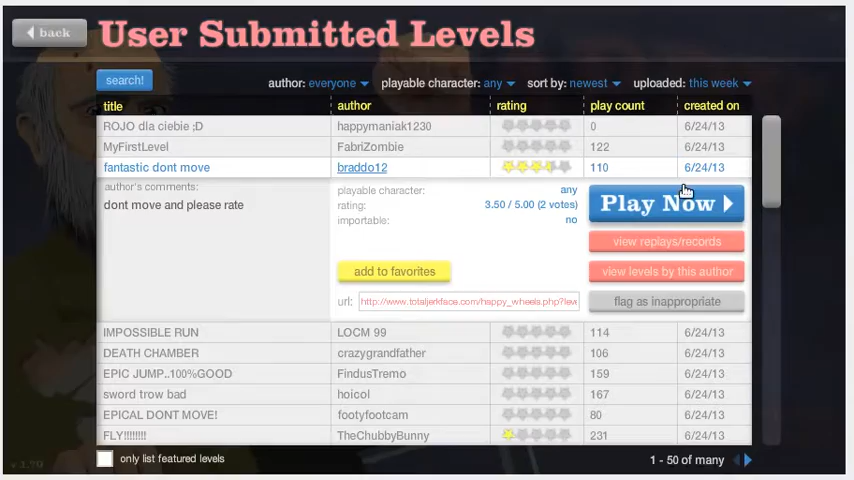 back
User Submitted Levels
search!
author: everyone playable character: any sort by: newest uploaded: this week
title author rating play count created on
ROJO dla ciebie ;D happymaniak1230 0 6/24/13
MyFirstLevel FabriZombie 122 6/24/13
fantastic dont move braddo12 110 6/24/13
author's comments:
dont move and please rate
playable character: any
rating: 3.50 / 5.00 (2 votes)
importable: no
Play Now
view replays/records
add to favorites
view levels by this author
url: http://www.totaljerkface.com/happy_wheels.php?leve
flag as inappropriate
IMPOSSIBLE RUN LOCM 99 114 6/24/13
DEATH CHAMBER crazygrandfather 106 6/24/13
EPIC JUMP..100%GOOD FindusTremo 159 6/24/13
sword trow bad hoicol 167 6/24/13
EPICAL DONT MOVE! footyfootcam 80 6/24/13
FLY!!!!!!!! TheChubbyBunny 231 6/24/13
only list featured levels
1 - 50 of many
v 1.70